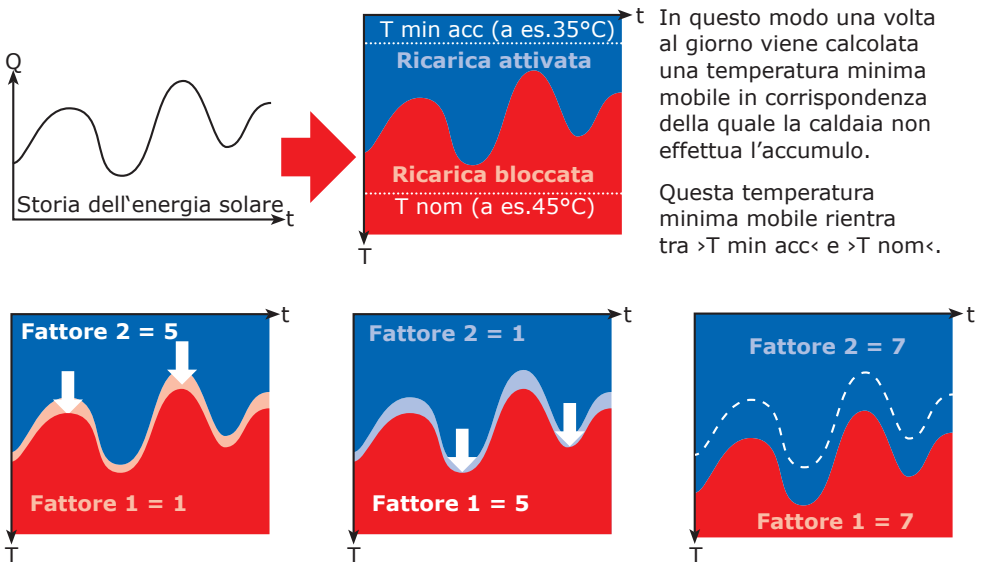 Q
Storia dell'energia solare
t
t
T min acc (a es.35°C)
Ricarica attivata
Ricarica bloccata
T nom (a es.45°C)
T
In questo modo una volta
al giorno viene calcolata
una temperatura minima
mobile in corrispondenza
della quale la caldaia non
effettua l'accumulo.
Questa temperatura
minima mobile rientra
tra ›T min acc‹ e ›T nom‹.
t
Fattore 2 = 5
Fattore 1 = 1
T
t
Fattore 2 = 1
Fattore 1 = 5
T
t
Fattore 2 = 7
Fattore 1 = 7
T